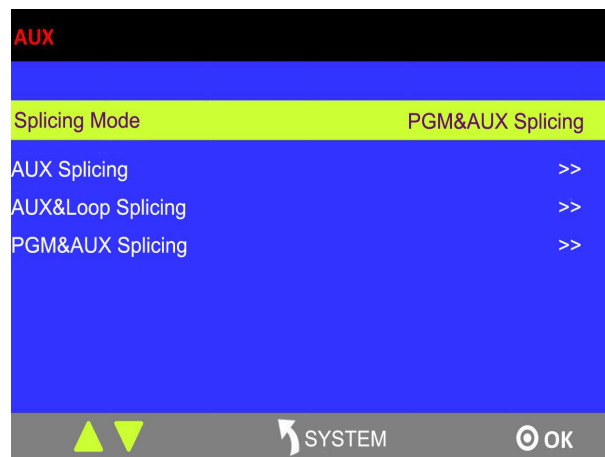 AUX
Splicing Mode PGM&AUX Splicing
AUX Splicing >>
AUX&Loop Splicing >>
PGM&AUX Splicing >>
SYSTEM OK